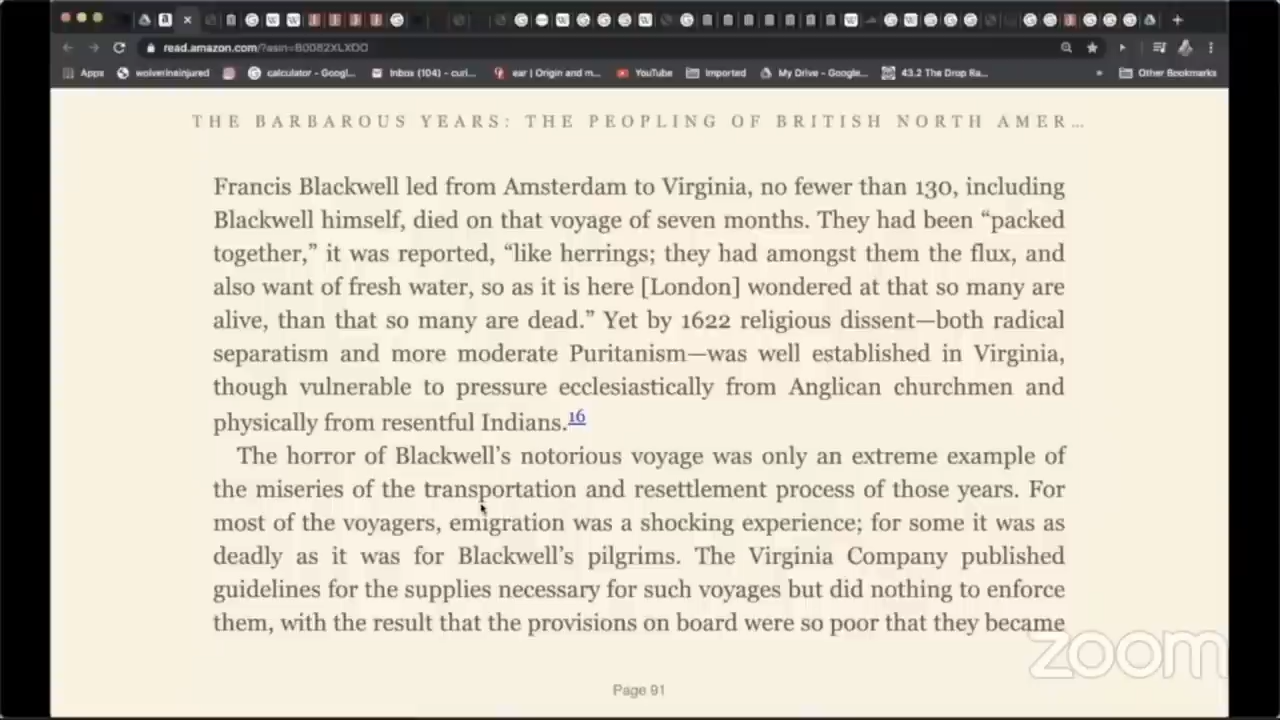 read.amazon.com/?asin=B0082XLXOO
Apps wolverineinjured calculator - Googl... Inbox (104) - curi... ear | Origin and m... YouTube Imported My Drive - Google... 43.2 The Drop Ra... » Other Bookmarks
THE BARBAROUS YEARS: THE PEOPLING OF BRITISH NORTH AMER...
Francis Blackwell led from Amsterdam to Virginia, no fewer than 130, including
Blackwell himself, died on that voyage of seven months. They had been “packed
together,” it was reported, “like herrings; they had amongst them the flux, and
also want of fresh water, so as it is here [London] wondered at that so many are
alive, than that so many are dead.” Yet by 1622 religious dissent—both radical
separatism and more moderate Puritanism—was well established in Virginia,
though vulnerable to pressure ecclesiastically from Anglican churchmen and
physically from resentful Indians.16
The horror of Blackwell’s notorious voyage was only an extreme example of
the miseries of the transportation and resettlement process of those years. For
most of the voyagers, emigration was a shocking experience; for some it was as
deadly as it was for Blackwell’s pilgrims. The Virginia Company published
guidelines for the supplies necessary for such voyages but did nothing to enforce
them, with the result that the provisions on board were so poor that they became
zoom
Page 91